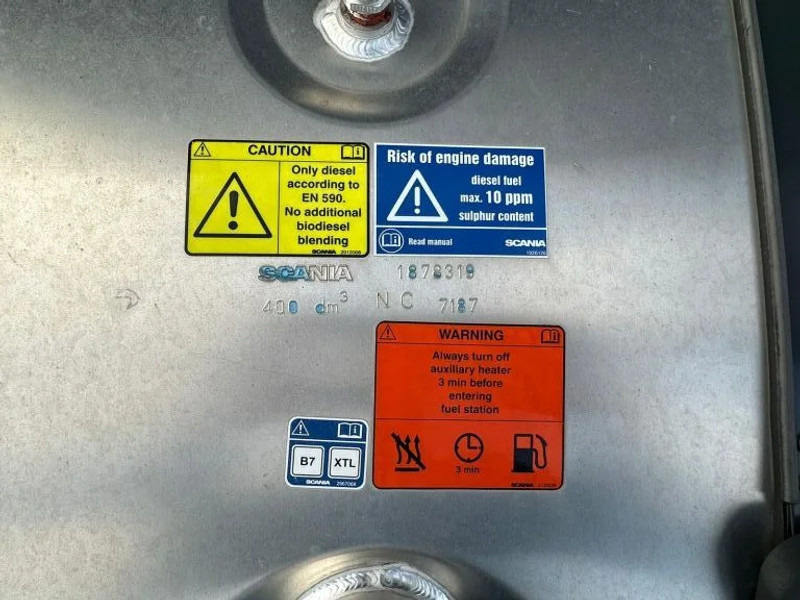 CAUTION
Only diesel
according to
EN 590.
No additional
biodiesel
blending
SCANIA
Risk of engine damage
diesel fuel
max. 10 ppm
sulphur content
Read manual
SCANIA
SCANIA 1879319
400 dm³ NC 7187
WARNING
Always turn off
auxiliary heater
3 min before
entering
fuel station
3 min
SCANIA
B7 XTL
SCANIA